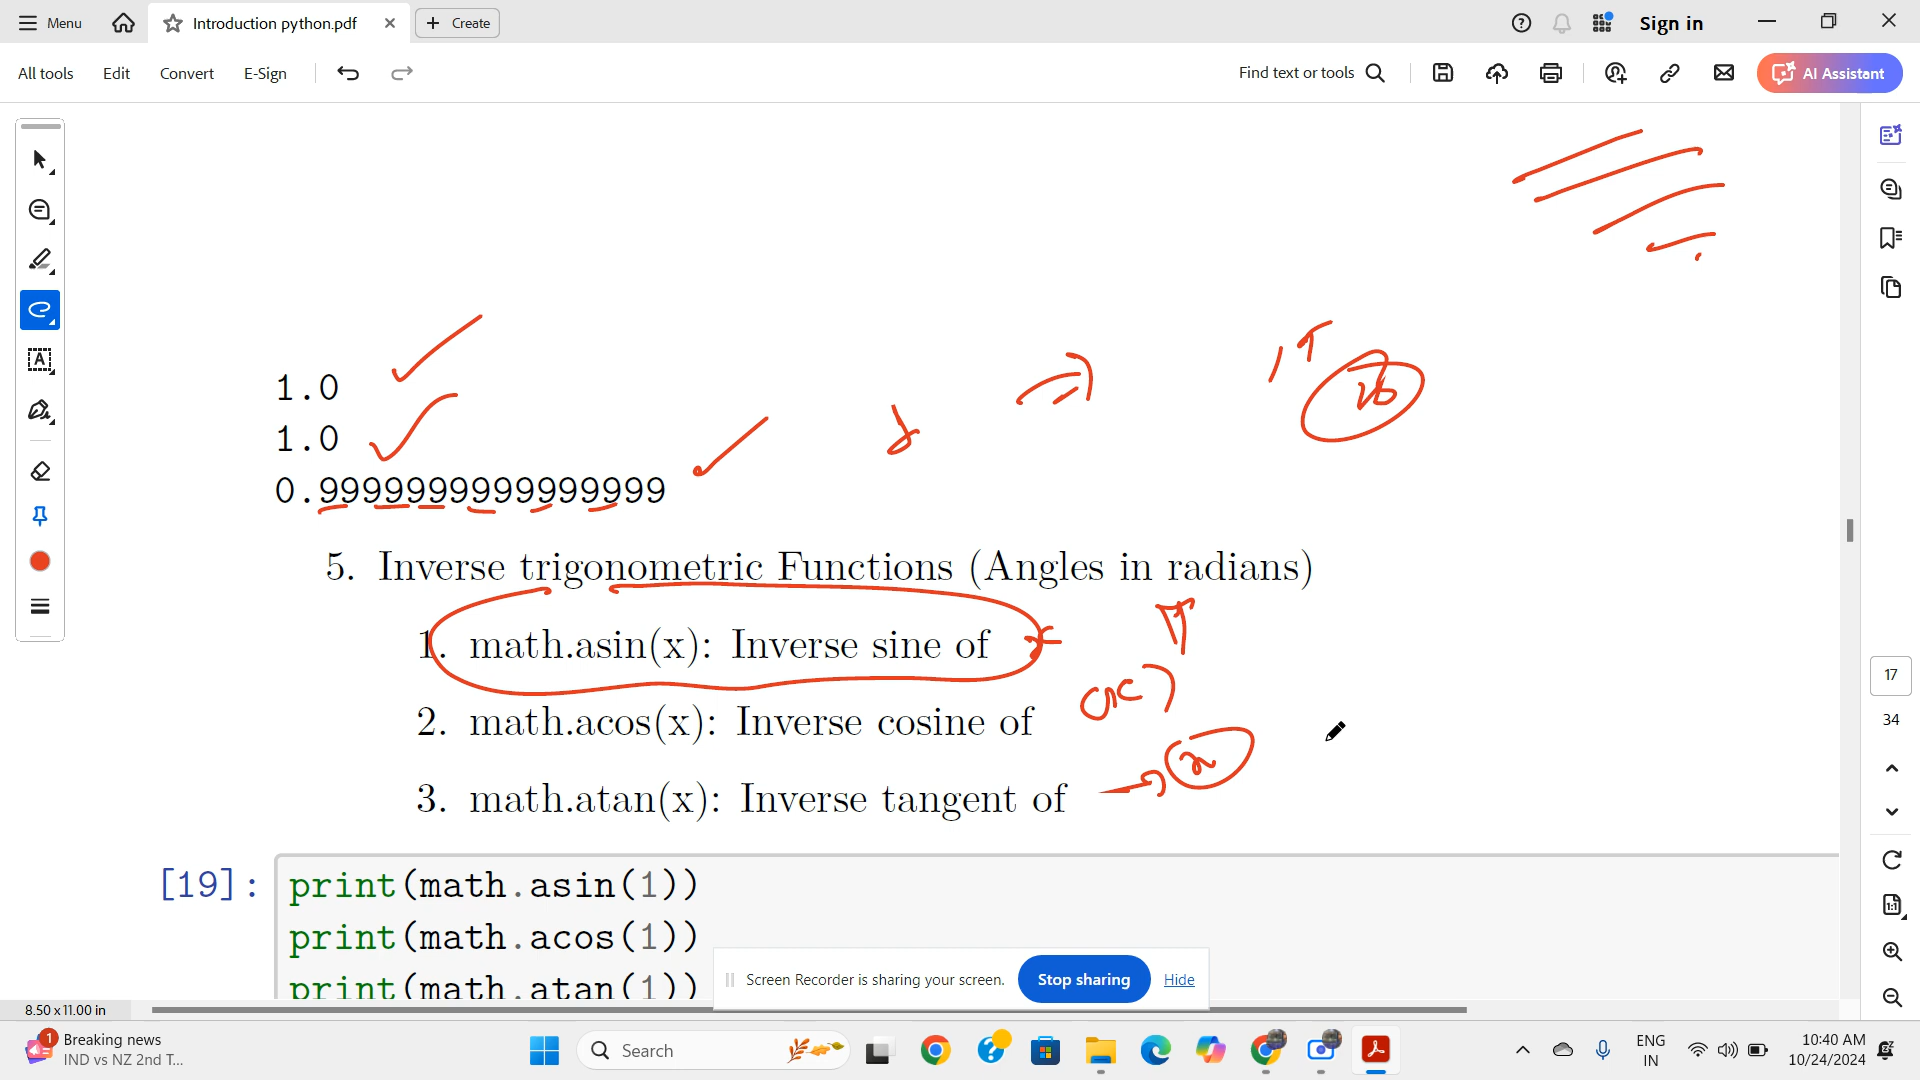 Menu
Introduction python.pdf
Create
Sign in
All tools
Edit
Convert
E-Sign
Find text or tools
AI Assistant
1.0
1.0
0.9999999999999999
5. Inverse trigonometric Functions (Angles in radians)
1. math.asin(x): Inverse sine of
2. math.acos(x): Inverse cosine of
3. math.atan(x): Inverse tangent of
x
17
34
[19]:
print(math.asin(1))
print(math.acos(1))
print(math.atan(1))
Screen Recorder is sharing your screen.
Stop sharing
Hide
8.50 x 11.00 in
1
Breaking news
IND vs NZ 2nd T...
Search
ENG
IN
10:40 AM
10/24/2024